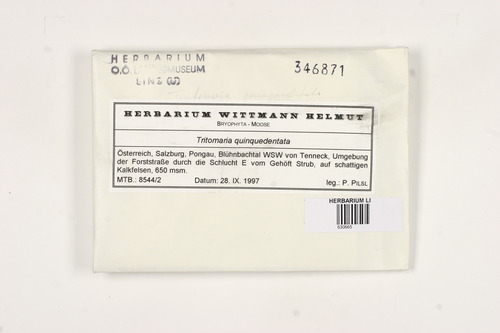 HERBARIUM
O.Ö. LANDESMUSEUM
LINZ
346871
HERBARIUM WITTMANN HELMUT
BRYOPHYTA - MOOSE
Tritomaria quinquedentata
Österreich, Salzburg, Pongau, Blühnbachtal WSW von Tenneck, Umgebung
der Forststraße durch die Schlucht E vom Gehöft Strub, auf schattigen
Kalkfelsen, 650 msm.
MTB.: 8544/2 Datum: 28. IX. 1997 leg.: P. PILSL
HERBARIUM LI
630665